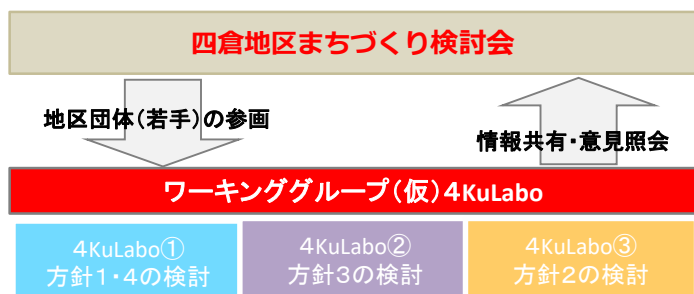 四倉地区まちづくり検討会
地区団体（若手）の参画
情報共有・意見照会
ワーキンググループ（仮）４KuLabo
４KuLabo①
方針１・４の検討
４KuLabo②
方針３の検討
４KuLabo③
方針２の検討